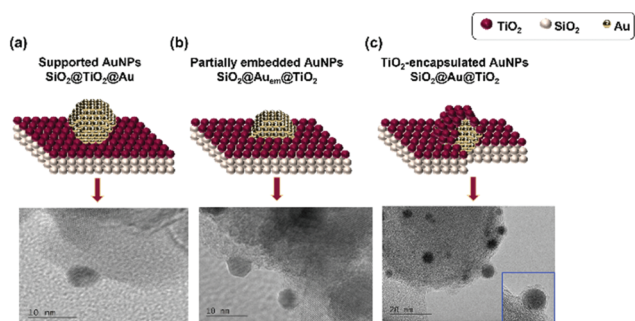 TiO2 SiO2 Au
(a) (b) (c)
Supported AuNPs
SiO2@TiO2@Au
Partially embedded AuNPs
SiO2@Auem@TiO2
TiO2-encapsulated AuNPs
SiO2@Au@TiO2
10 nm
10 nm
20 nm